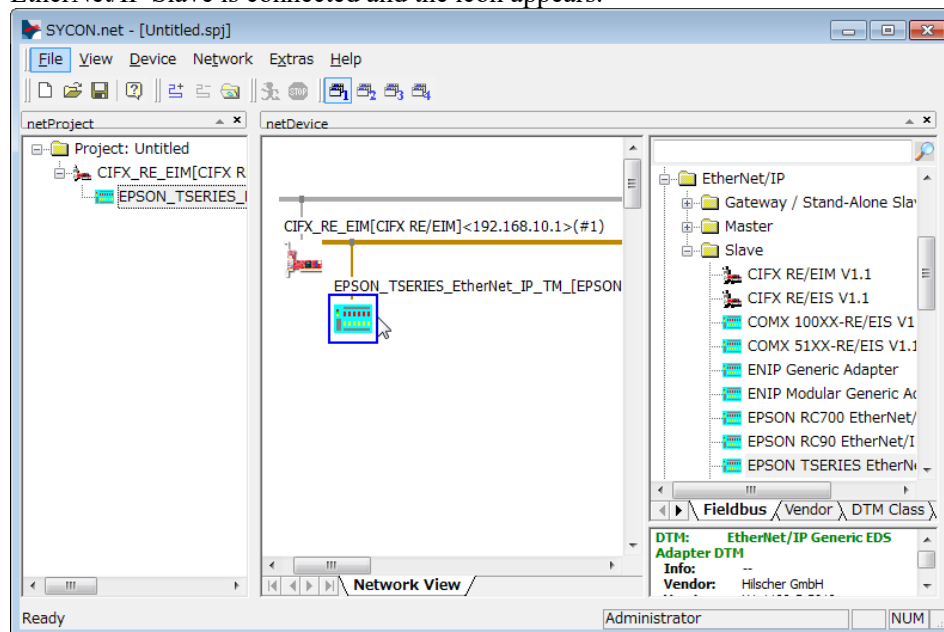 EtherNet/IP Slave is connected and the icon appears.
SYCON.net - [Untitled.spj]
File View Device Network Extras Help
netProject
netDevice
Project: Untitled
CIFX_RE_EIM[CIFX R
EPSON_TSERIES_
CIFX_RE_EIM[CIFX RE/EIM]<192.168.10.1>(#1)
EPSON_TSERIES_EtherNet_IP_TM_[EPSON
Network View
EtherNet/IP
Gateway / Stand-Alone Slav
Master
Slave
CIFX RE/EIM V1.1
CIFX RE/EIS V1.1
COMX 100XX-RE/EIS V1
COMX 51XX-RE/EIS V1.1
ENIP Generic Adapter
ENIP Modular Generic Ad
EPSON RC700 EtherNet/
EPSON RC90 EtherNet/I
EPSON TSERIES EtherNe
Fieldbus Vendor DTM Class
DTM: EtherNet/IP Generic EDS
Adapter DTM
Info: --
Vendor: Hilscher GmbH
Ready
Administrator
NUM